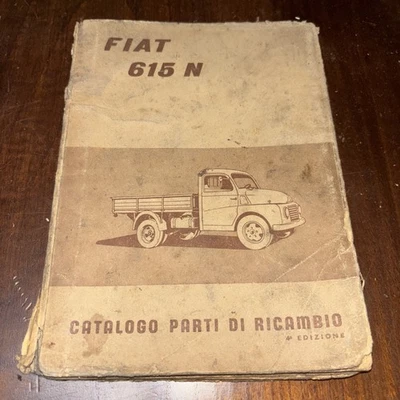 FIAT
615 N
CATALOGO PARTI DI RICAMBIO
EDIZIONE